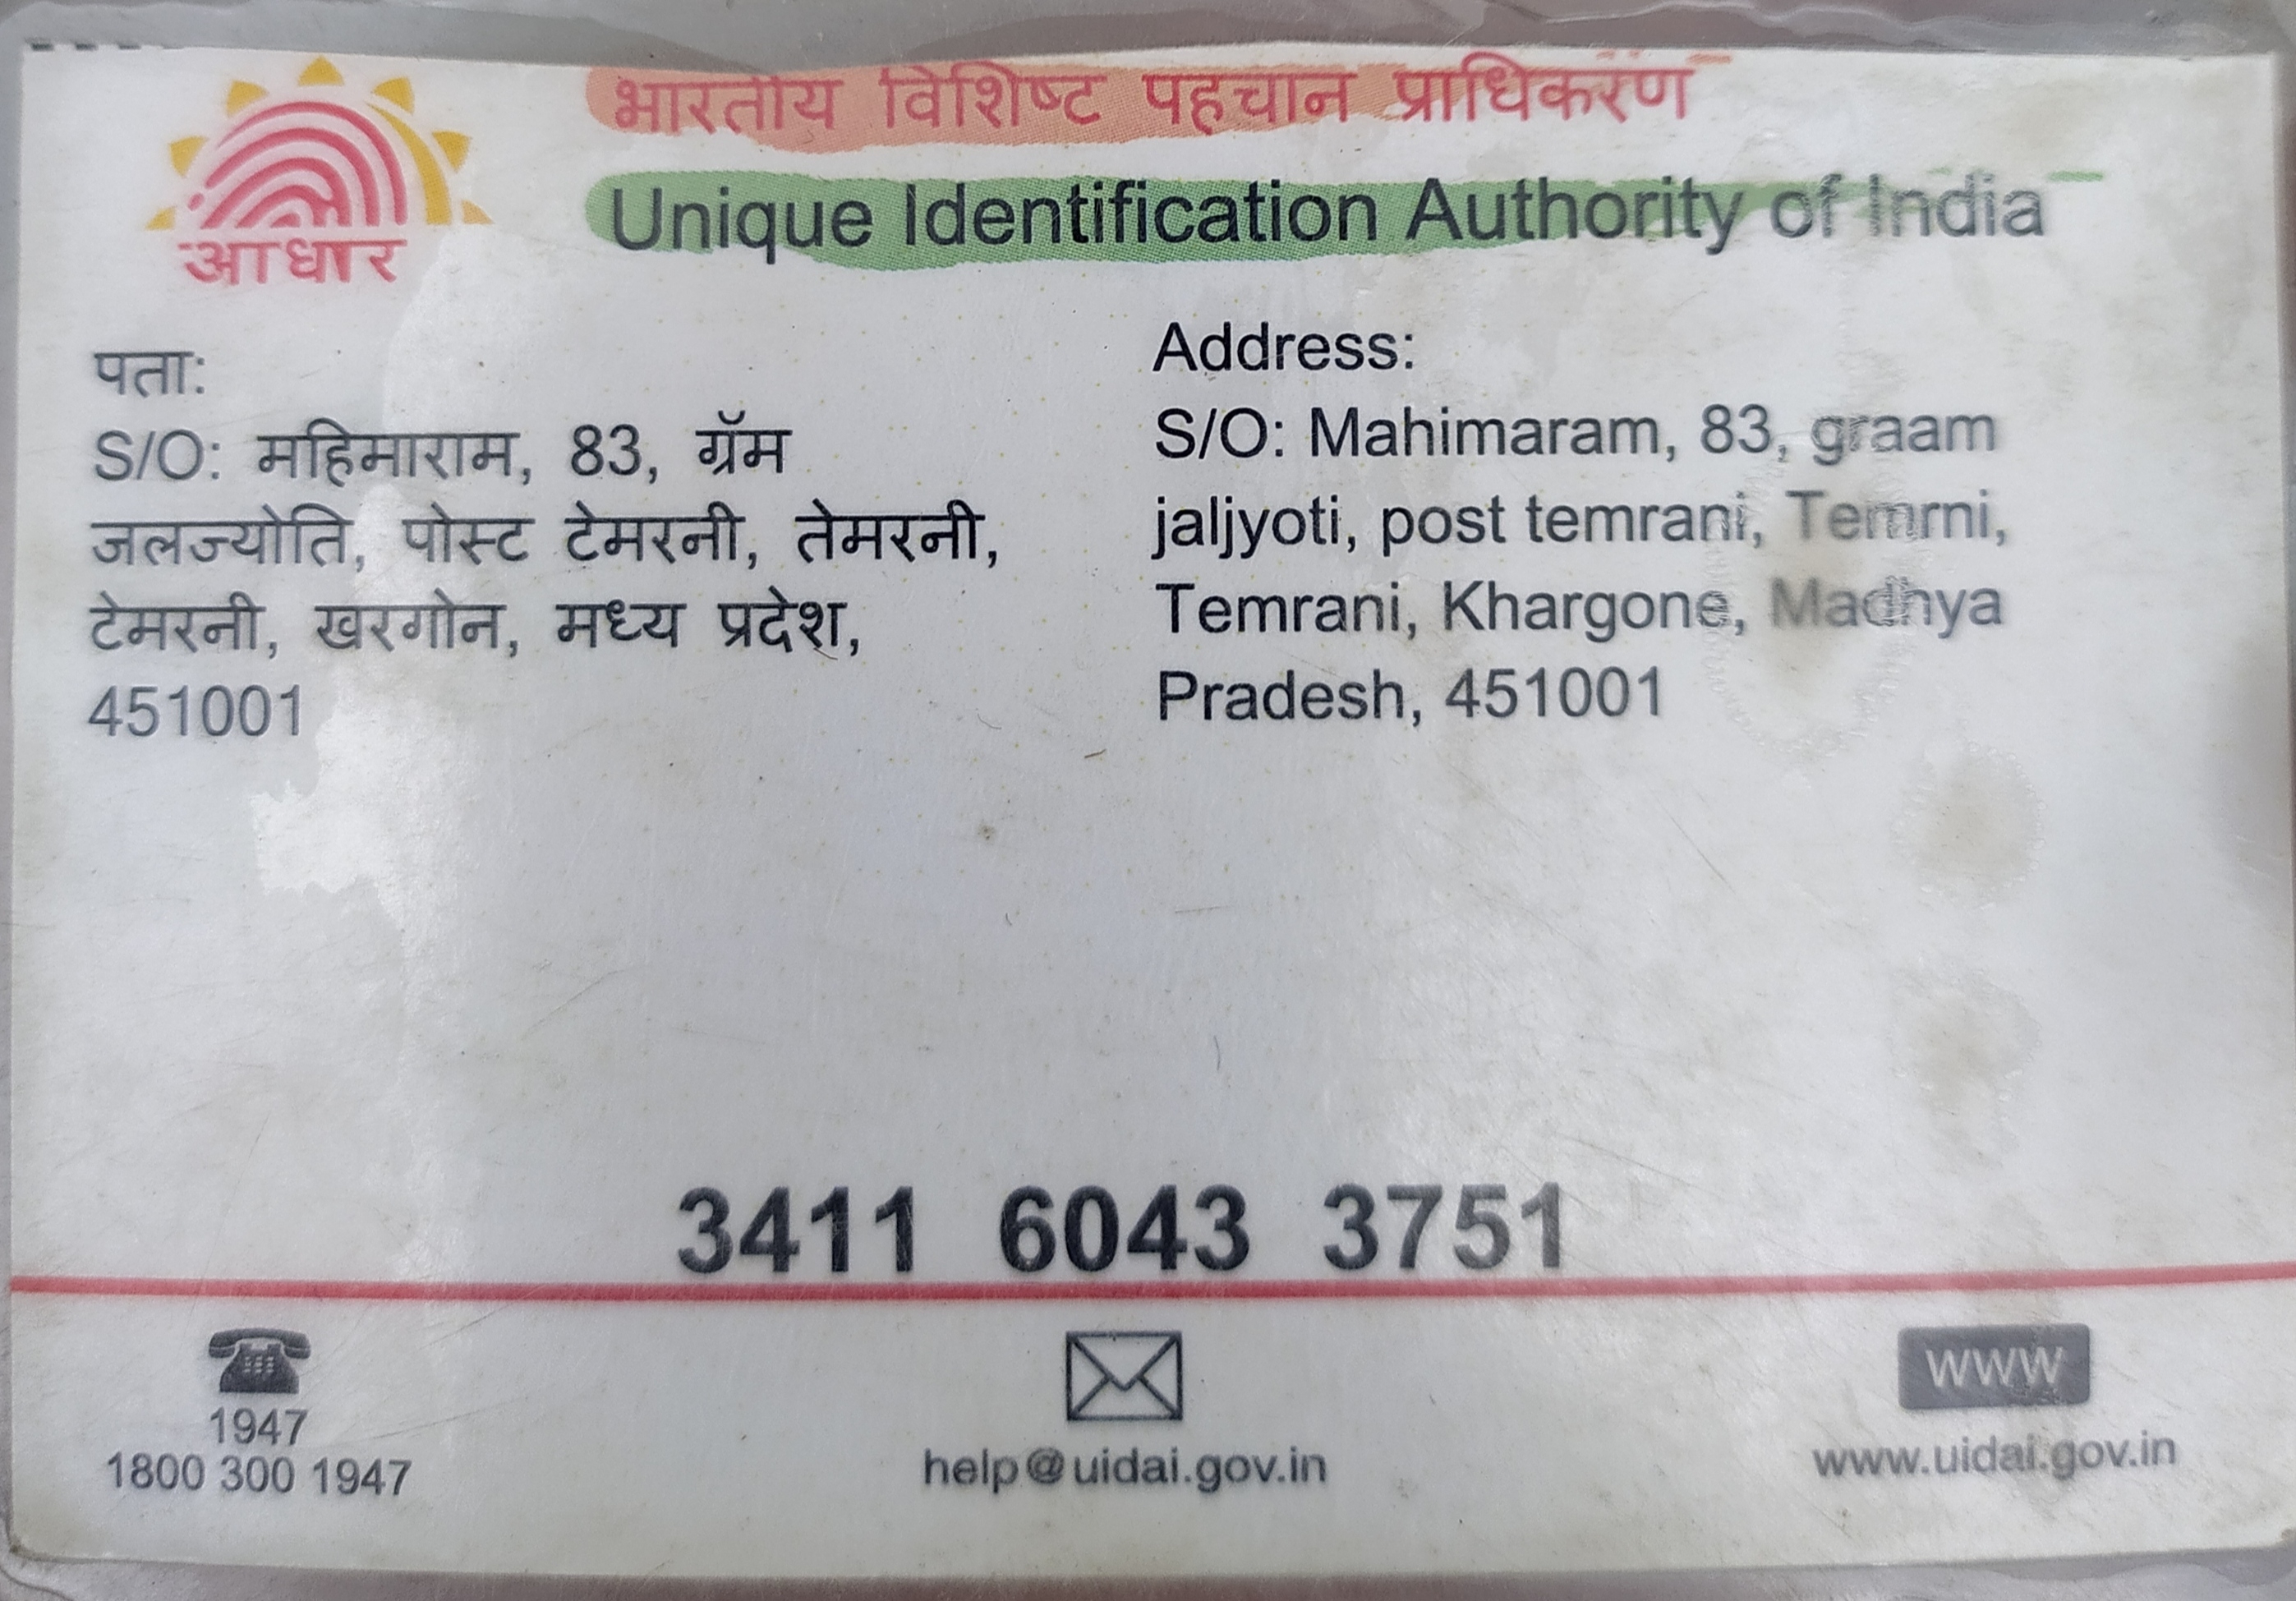 भारतीय विशिष्ट पहचान प्राधिकरण
Unique Identification Authority of India
आधार
पता:
S/O: महिमाराम, 83, ग्रॅम
जलज्योति, पोस्ट टेमरनी, तेमरनी,
टेमरनी, खरगोन, मध्य प्रदेश,
451001
Address:
S/O: Mahimaram, 83, graam
jaljyoti, post temrani, Temrni,
Temrani, Khargone, Madhya
Pradesh, 451001
3411 6043 3751
1947
1800 300 1947
help@uidai.gov.in
www
www.uidai.gov.in